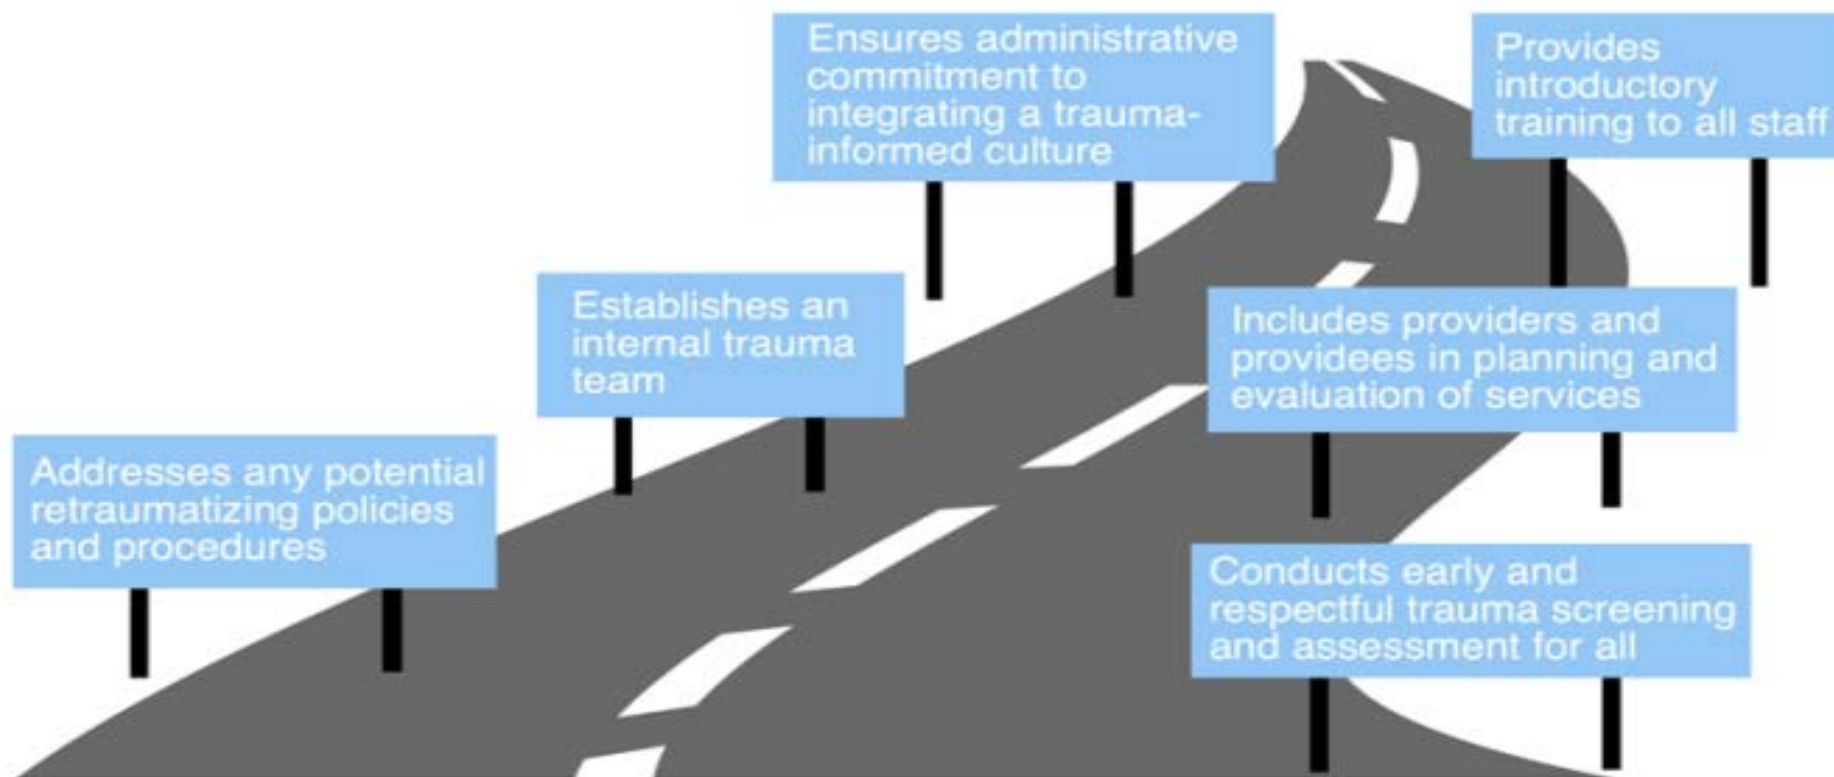 Ensures administrative
commitment to
integrating a trauma-
informed culture
Provides
introductory
training to all staff
Establishes an
internal trauma
team
Includes providers and
providees in planning and
evaluation of services
Addresses any potential
retraumatizing policies
and procedures
Conducts early and
respectful trauma screening
and assessment for all